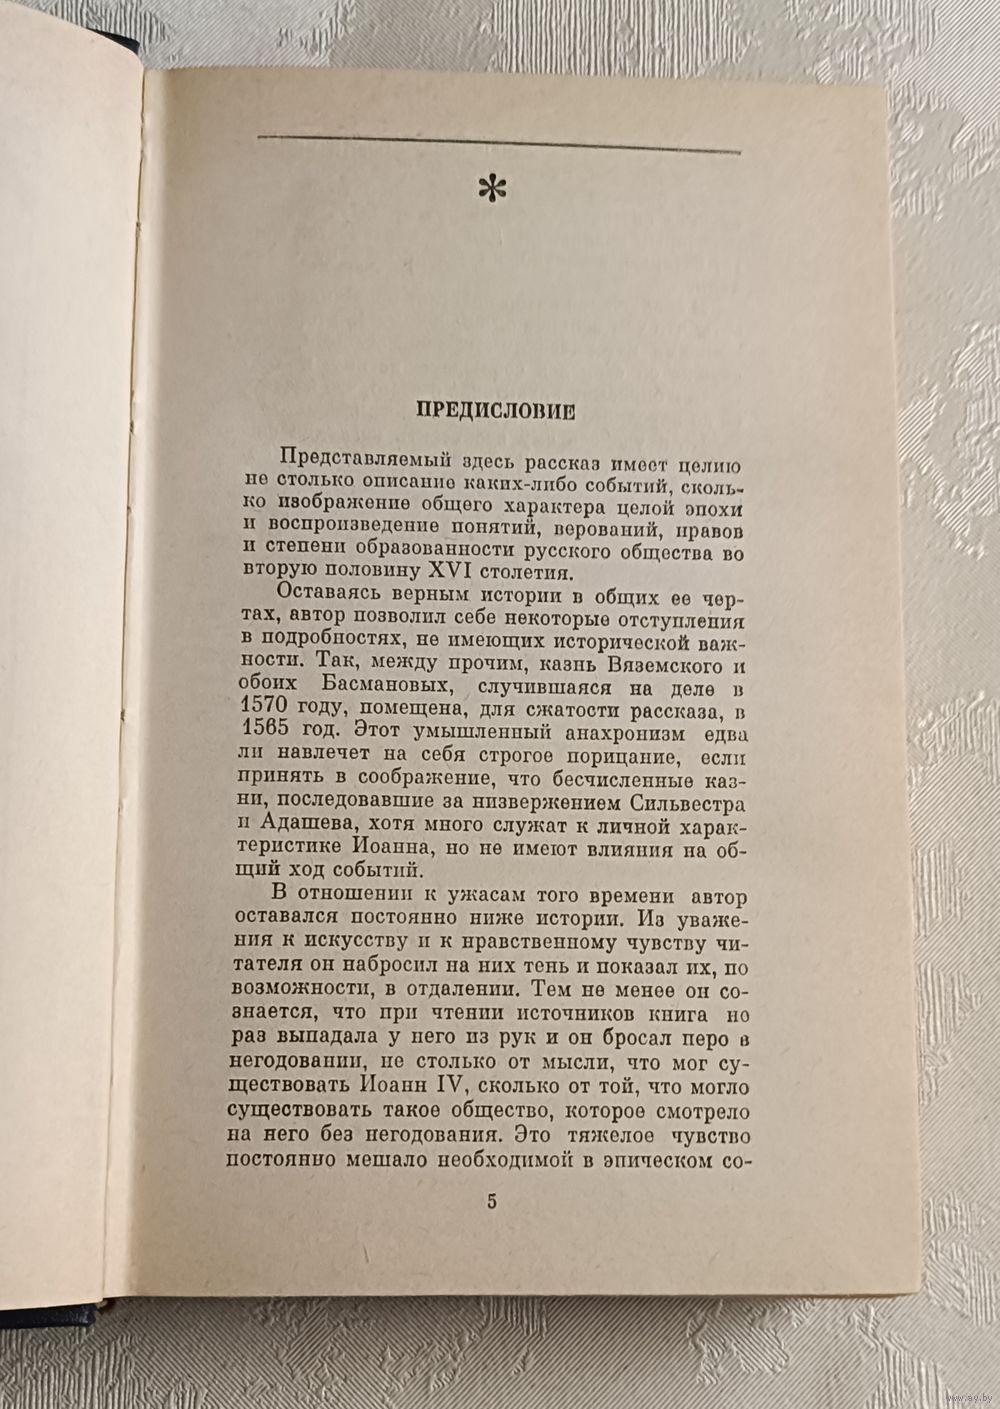 *
ПРЕДИСЛОВИЕ
Представляемый здесь рассказ имеет целию
не столько описание каких-либо событий, сколь-
ко изображение общего характера целой эпохи
и воспроизведение понятий, верований, нравов
и степени образованности русского общества во
вторую половину XVI столетия.
Оставаясь верным истории в общих ее чер-
тах, автор позволил себе некоторые отступления
в подробностях, не имеющих исторической важ-
ности. Так, между прочим, казнь Вяземского и
обоих Басмановых, случившаяся на деле в
1570 году, помещена, для сжатости рассказа, в
1565 год. Этот умышленный анахронизм едва
ли навлечет на себя строгое порицание, если
принять в соображение, что бесчисленные каз-
ни, последовавшие за низвержением Сильвестра
и Адашева, хотя много служат к личной харак-
теристике Иоанна, но не имеют влияния на об-
щий ход событий.
В отношении к ужасам того времени автор
оставался постоянно ниже истории. Из уваже-
ния к искусству и к нравственному чувству чи-
тателя он набросил на них тень и показал их, по
возможности, в отдалении. Тем не менее он со-
знается, что при чтении источников книга не
раз выпадала у него из рук и он бросал перо в
негодовании, не столько от мысли, что мог су-
ществовать Иоанн IV, сколько от той, что могло
существовать такое общество, которое смотрело
на него без негодования. Это тяжелое чувство
постоянно мешало необходимой в эпическом со-
5
www.ay.by